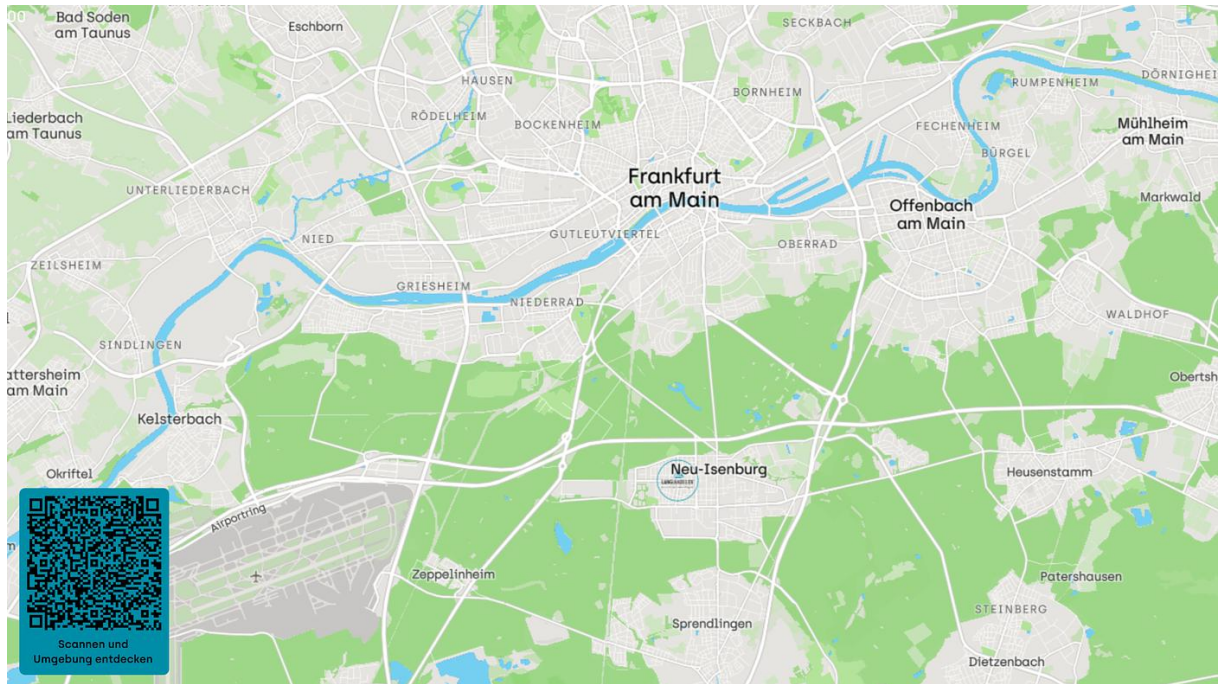 00
Bad Soden
am Taunus
Eschborn
SECKBACH
HAUSEN
DÖRNIGHEI
RUMPENHEIM
BORNHEIM
RÖDELHEIM
BOCKENHEIM
Liederbach
am Taunus
FECHENHEIM
Mühlheim
am Main
BÜRGEL
Frankfurt
am Main
UNTERLIEDERBACH
Markwald
Offenbach
am Main
NIED
GUTLEUTVIERTEL
OBERRAD
ZEILSHEIM
GRIESHEIM
NIEDERRAD
WALDHOF
SINDLINGEN
attersheim
am Main
Obertsh
Kelsterbach
Okriftel
Neu-Isenburg
Heusenstamm
Airportring
Zeppelinheim
Patershausen
STEINBERG
Sprendlingen
Dietzenbach
Scannen und
Umgebung entdecken